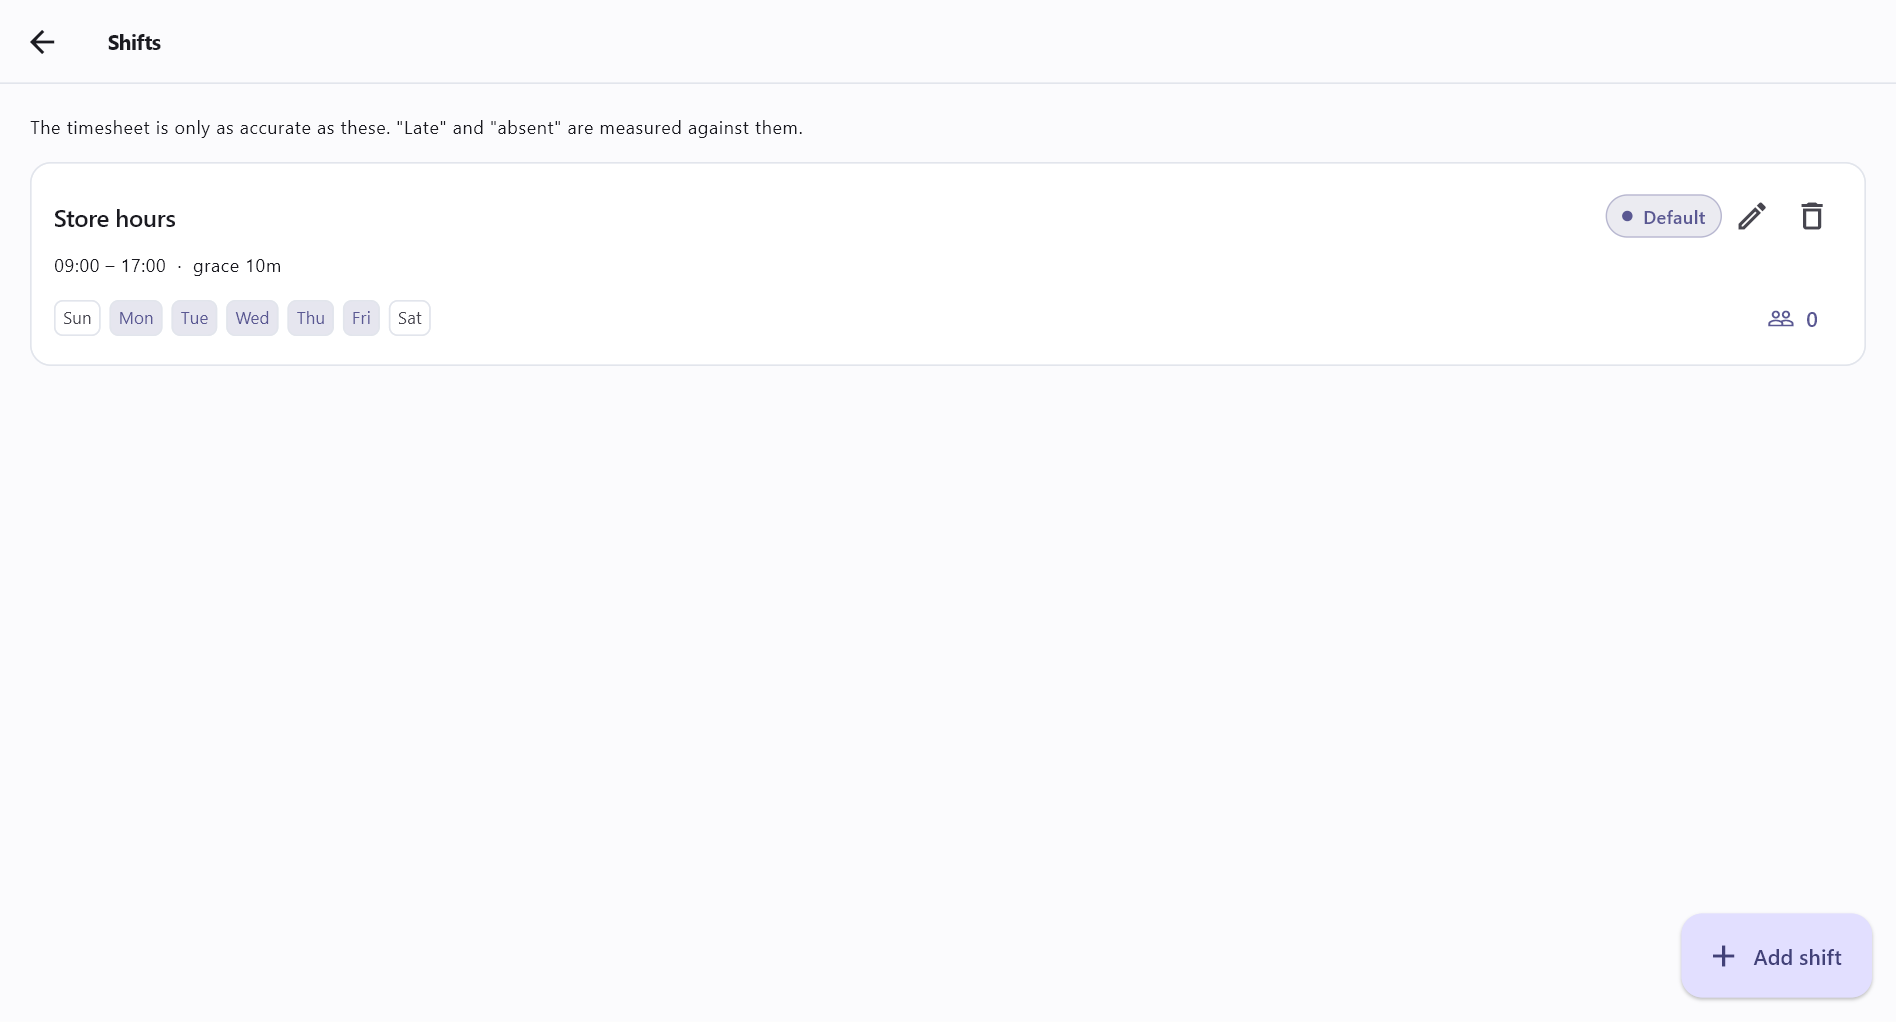 Shifts
The timesheet is only as accurate as these. "Late" and "absent" are measured against them.
Store hours
Default
09:00 – 17:00 · grace 10m
Sun Mon Tue Wed Thu Fri Sat
0
Add shift